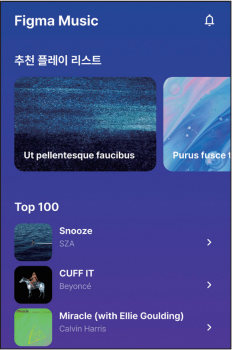 Figma Music
추천 플레이 리스트
Ut pellentesque faucibus
Purus fusce t
Top 100
Snooze
SZA
CUFF IT
Beyoncé
Miracle (with Ellie Goulding)
Calvin Harris